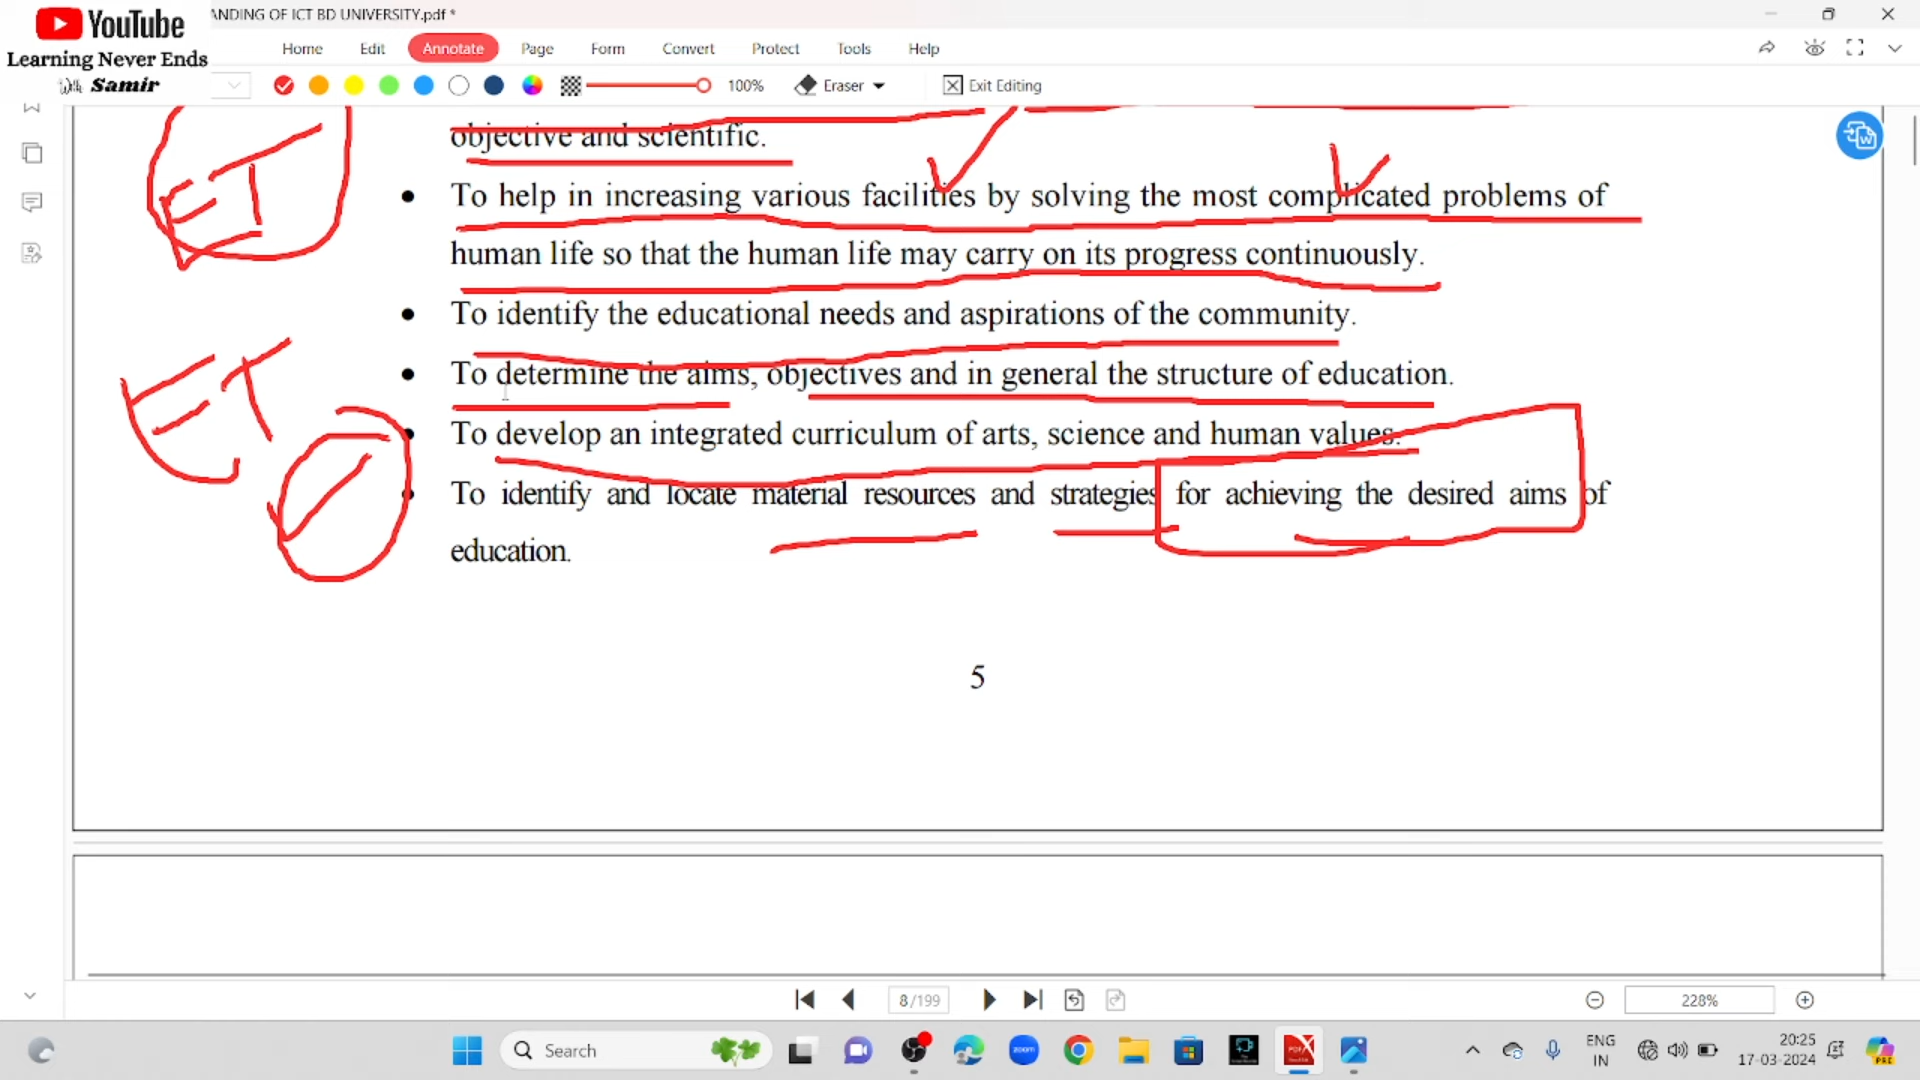 YouTube
Learning Never Ends
With Samir
ANDING OF ICT BD UNIVERSITY.pdf *
Home Edit Annotate Page Form Convert Protect Tools Help
100% Eraser Exit Editing
objective and scientific.
• To help in increasing various facilities by solving the most complicated problems of
human life so that the human life may carry on its progress continuously.
• To identify the educational needs and aspirations of the community.
• To determine the aims, objectives and in general the structure of education.
• To develop an integrated curriculum of arts, science and human values.
• To identify and locate material resources and strategies for achieving the desired aims of
education.
ET
ET
5
8 /199
228%
Search
zoom
ENG
IN
20:25
17-03-2024
PRE